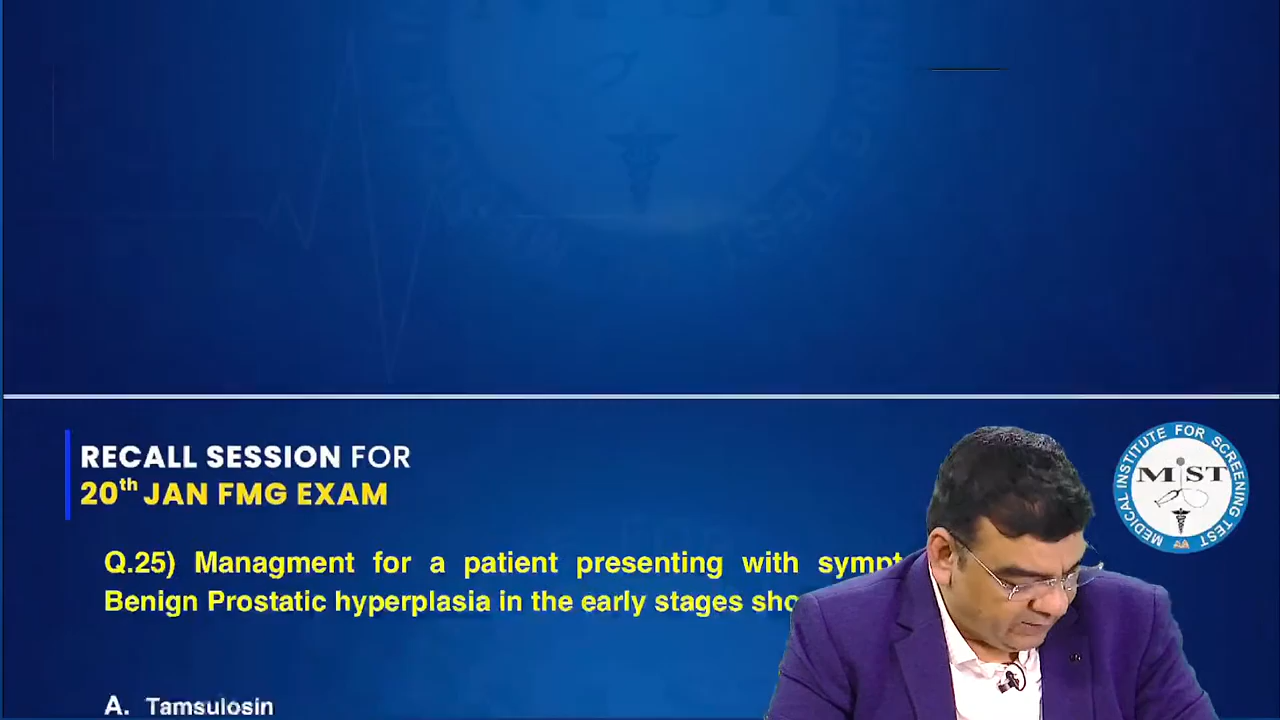 RECALL SESSION FOR
20th JAN FMG EXAM
MEDICAL INSTITUTE FOR SCREENING TEST
MIST
Q.25) Managment for a patient presenting with
Benign Prostatic hyperplasia in the early stages
A. Tamsulosin